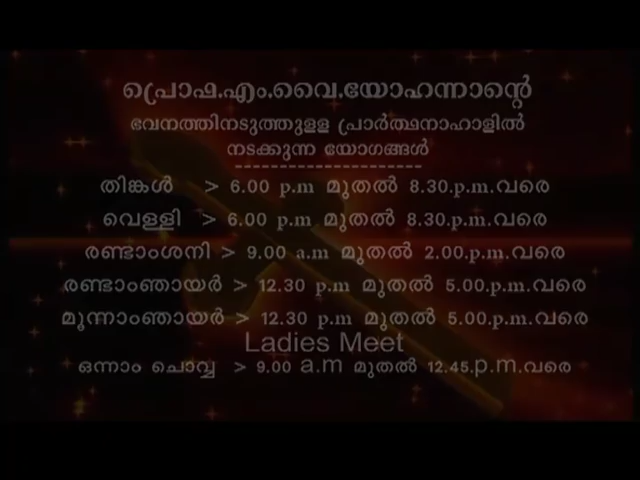 പ്രൊഫ.എം.വൈ.യോഹന്നാന്റെ
ഭവനത്തിനടുത്തുളള പ്രാർത്ഥനാഹാളിൽ
നടക്കുന്ന യോഗങ്ങൾ
---------------------
തിങ്കൾ > 6.00 p.m മുതൽ 8.30.p.m.വരെ
വെള്ളി > 6.00 p.m മുതൽ 8.30.p.m.വരെ
രണ്ടാംശനി > 9.00 a.m മുതൽ 2.00.p.m.വരെ
രണ്ടാംഞായർ > 12.30 p.m മുതൽ 5.00.p.m.വരെ
മൂന്നാംഞായർ > 12.30 p.m മുതൽ 5.00.p.m.വരെ
Ladies Meet
ഒന്നാം ചൊവ്വ > 9.00 a.m മുതൽ 12.45.p.m.വരെ